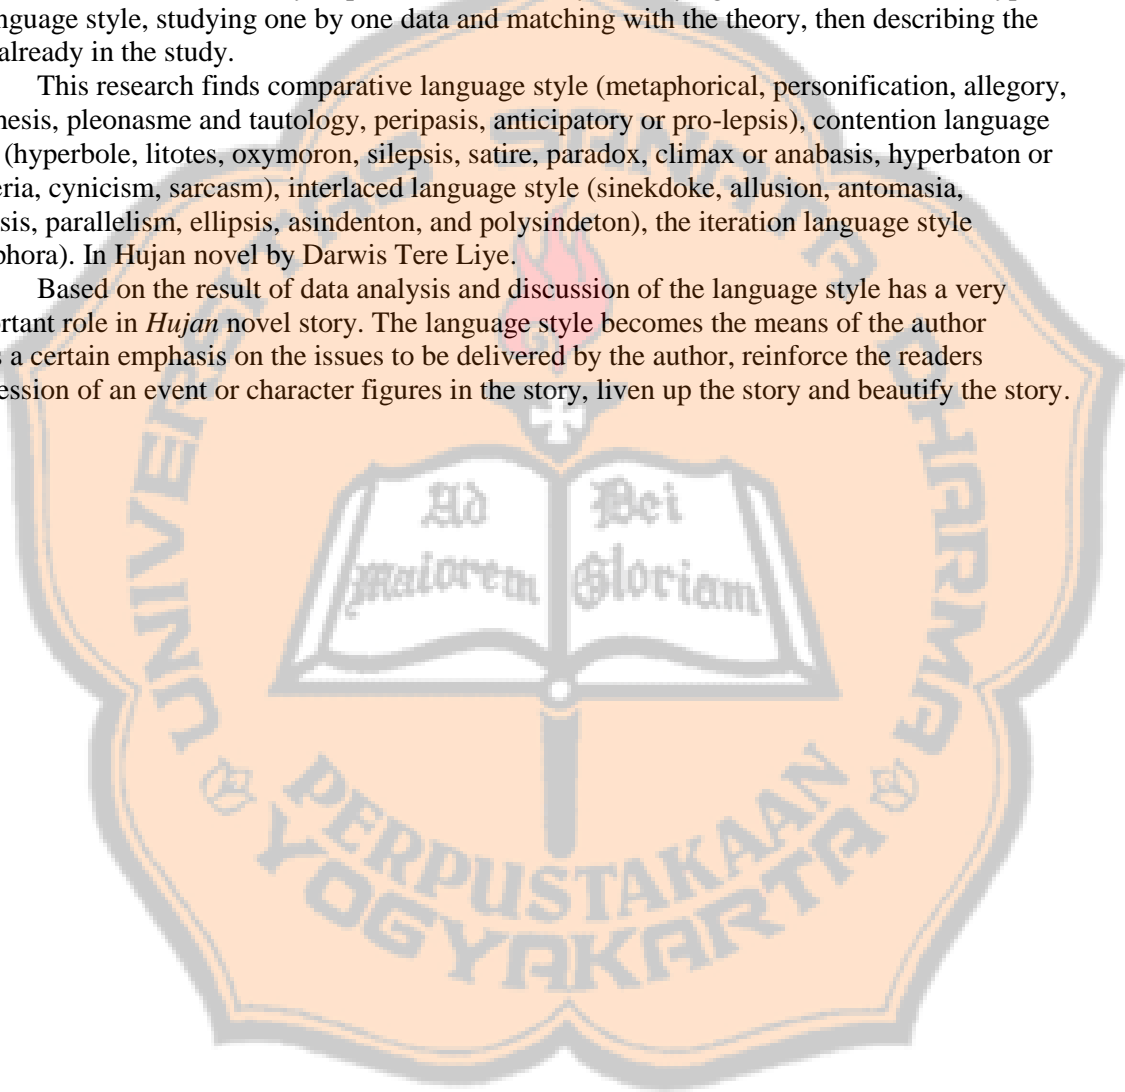 nguage style, studying one by one data and matching with the theory, then describing the
already in the study.
This research finds comparative language style (metaphorical, personification, allegory,
nesis, pleonasme and tautology, peripasis, anticipatory or pro-lepsis), contention language
(hyperbole, litotes, oxymoron, silepsis, satire, paradox, climax or anabasis, hyperbaton or
eria, cynicism, sarcasm), interlaced language style (sinekdoke, allusion, antomasia,
sis, parallelism, ellipsis, asindenton, and polysindeton), the iteration language style
phora). In Hujan novel by Darwis Tere Liye.
Based on the result of data analysis and discussion of the language style has a very
ortant role in Hujan novel story. The language style becomes the means of the author
s a certain emphasis on the issues to be delivered by the author, reinforce the readers
ession of an event or character figures in the story, liven up the story and beautify the story.
UNIVERSITAS SANATA DHARMA
Ad Dei
maiorem Gloriam
PERPUSTAKAAN
YOGYAKARTA